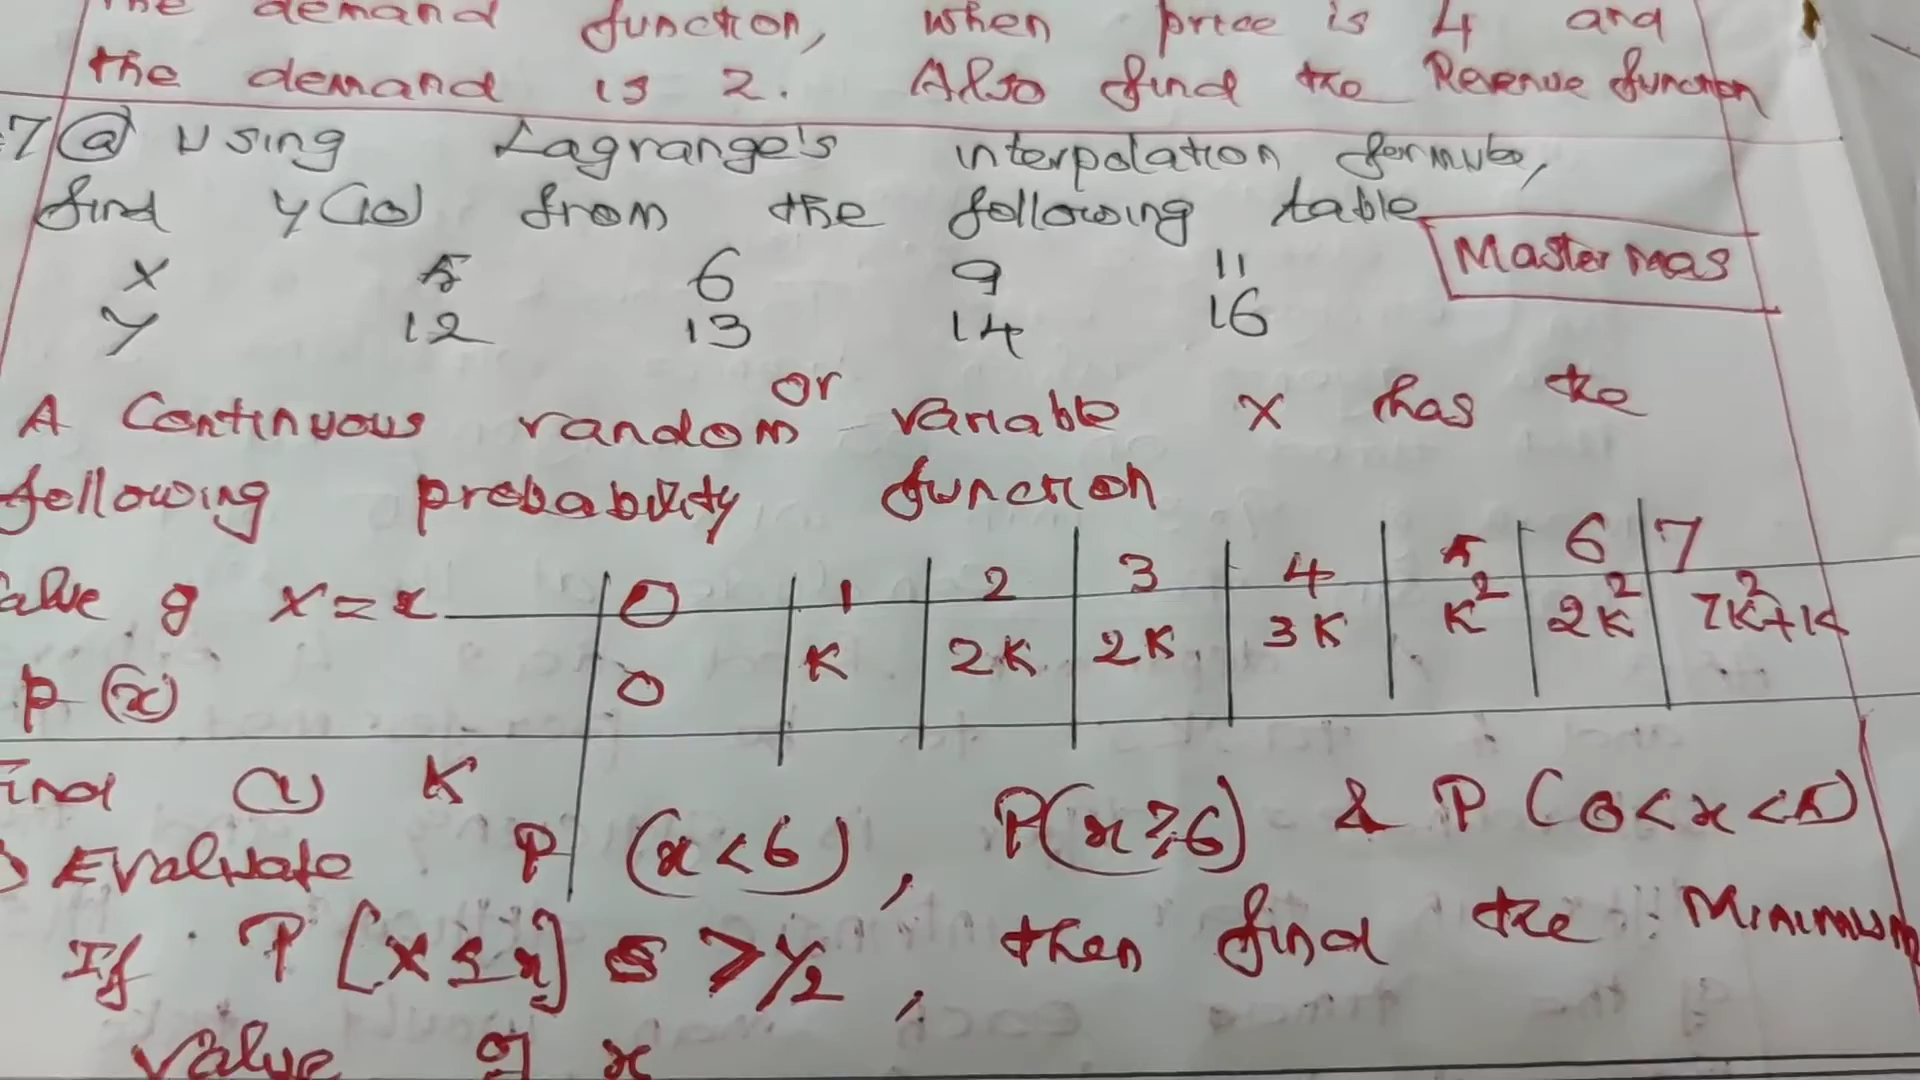 the demand function, when price is 4 and
the demand is 2. Also find the Revenue function
7 (a) Using Lagrange's interpolation formula,
find y(10) from the following table
Master mas
x 5 6 9 11
y 12 13 14 16
or
A Continuous random variable x has the
following probability function
alue of X=x 0 1 2 3 4 5 6 7
p(x) 0 K 2K 2K 3K K² 2K² 7K²+K
Find (1) K
Evaluate P(x<6), P(x≥6) & P(0<x<5)
If P[X≤x] > 1/2, then find the Minimum
value of x